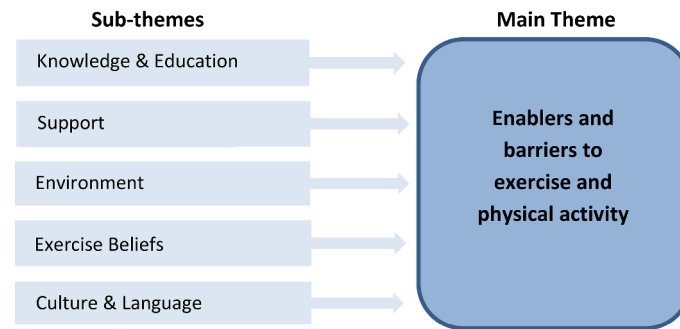 Sub-themes
Main Theme
Knowledge & Education
Support
Environment
Exercise Beliefs
Culture & Language
Enablers and
barriers to
exercise and
physical activity